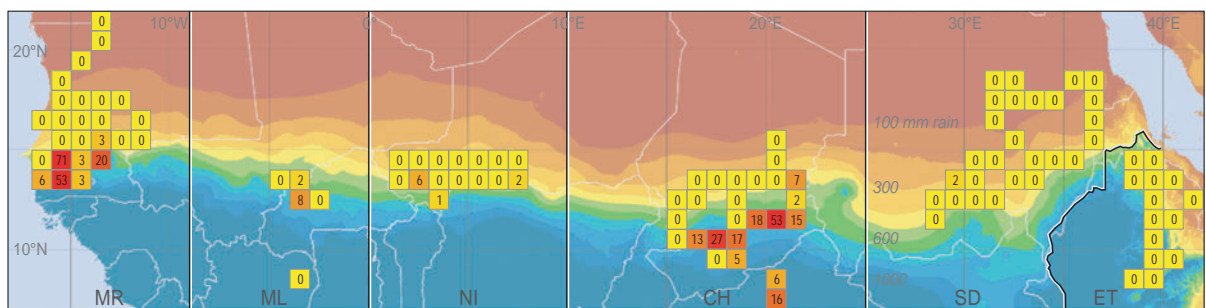 0 10°W 0° 10°E 20°E 30°E 40°E
0
20°N
0
0 0 0 0 0
0 0 0 0 0 0 0 0 0
0 0 0 0 0 100 mm rain 0 0
0 0 3 0 0 0 0 0
0 71 3 20 0 0 0 0 0 0 0 0 0 0 0 0 0 0 0
6 53 3 0 2 0 6 0 0 0 0 2 0 0 0 0 0 7 300 2 0 0 0 0 0 0
8 0 1 0 2 0 0 0 0 0 0 0
0 0 18 53 15 0 0 0
10°N 0 13 27 17 600 0 0
0 5 0 0
0 6 1000 0 0
MR ML NI CH 16 SD ET